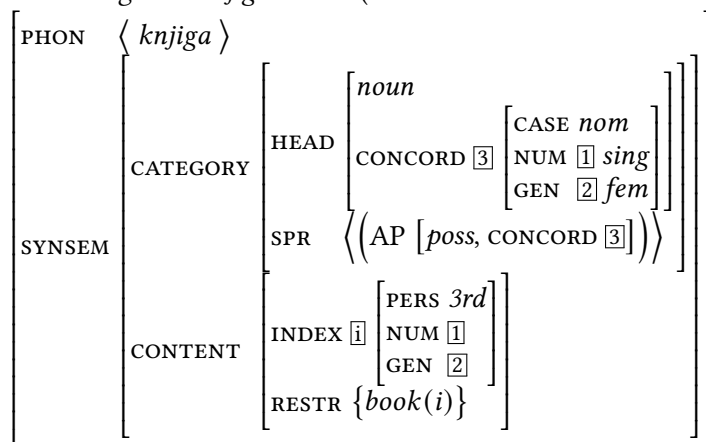 PHON ⟨ knjiga ⟩
noun
CASE nom
HEAD
CONCORD 3 NUM 1 sing
CATEGORY
GEN 2 fem
SPR ⟨(AP [poss, CONCORD 3])⟩
SYNSEM
PERS 3rd
INDEX i NUM 1
CONTENT
GEN 2
RESTR {book(i)}